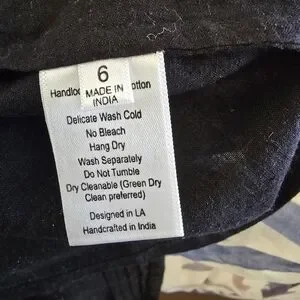 6
MADE IN
INDIA
Delicate Wash Cold
No Bleach
Hang Dry
Wash Separately
Do Not Tumble
Dry Cleanable (Green Dry
Clean preferred)
Designed in LA
Handcrafted in India